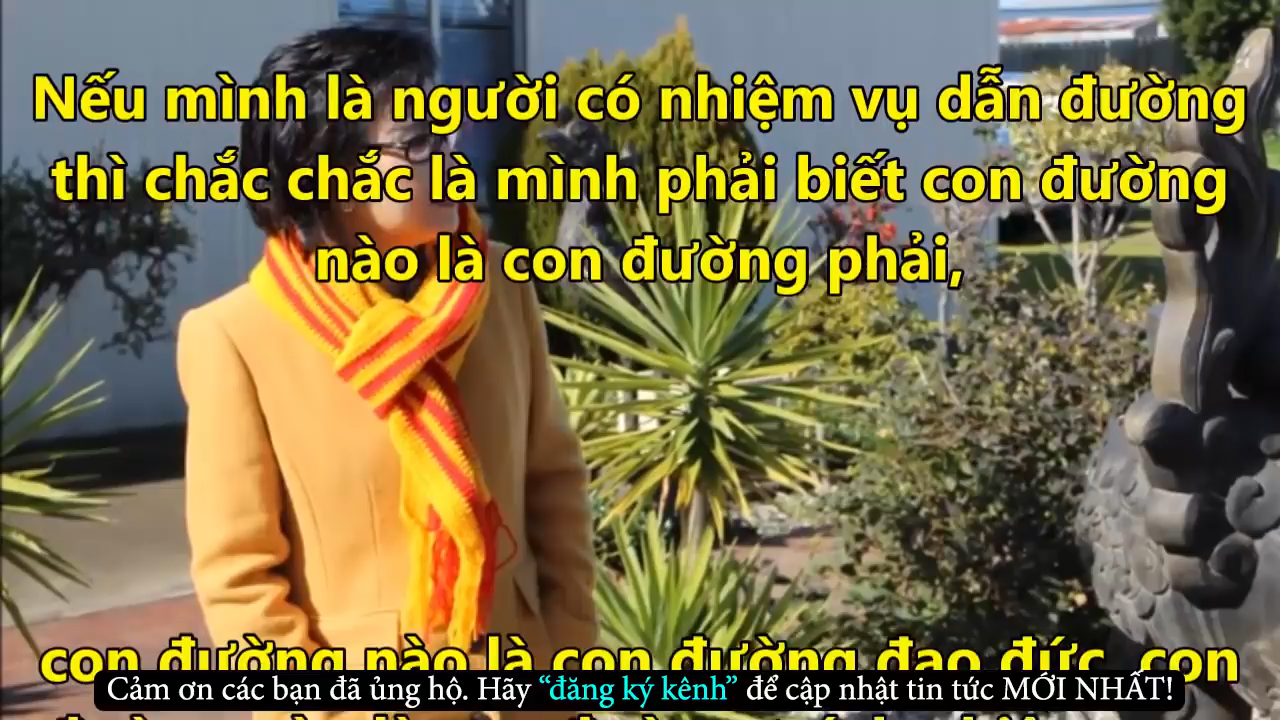 Nếu mình là người có nhiệm vụ dẫn đường
thì chắc chắc là mình phải biết con đường
nào là con đường phải,
con đường nào là con đường đạo đức, con
Cảm ơn các bạn đã ủng hộ. Hãy “đăng ký kênh” để cập nhật tin tức MỚI NHẤT!